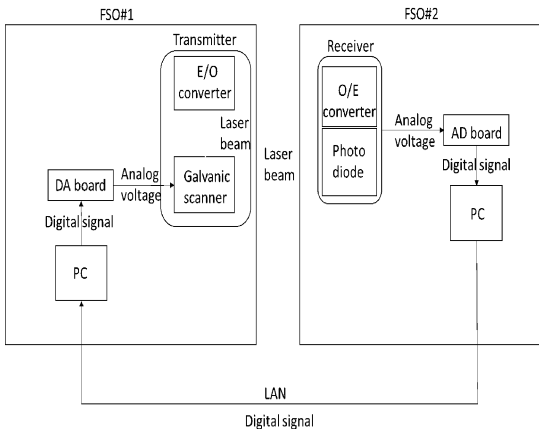 FSO#1
Transmitter
E/O
converter
Laser
beam
Galvanic
scanner
DA board
Analog
voltage
Digital signal
PC
Laser
beam
FSO#2
Receiver
O/E
converter
Photo
diode
Analog
voltage
AD board
Digital signal
PC
LAN
Digital signal